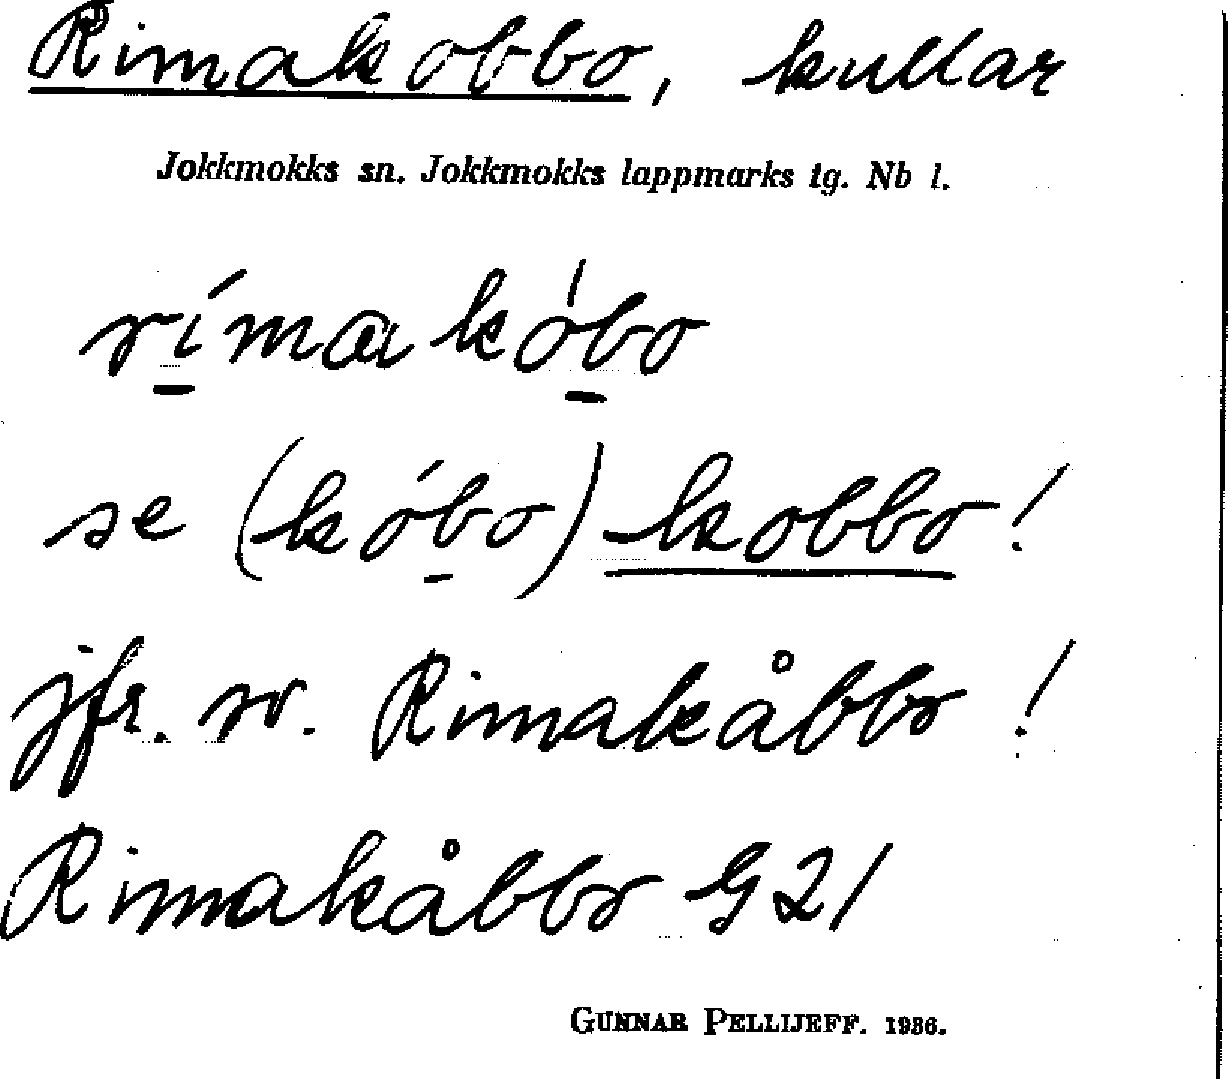 Rimakobbo, kullar
Jokkmokks sn. Jokkmokks lappmarks tg. Nb l.
rímakóbo
se (kóbo) kobbo!
jfr. sv. Rimakåbbo!
Rimakåbbo G21
GUNNAR PELLIJEFF. 1936.